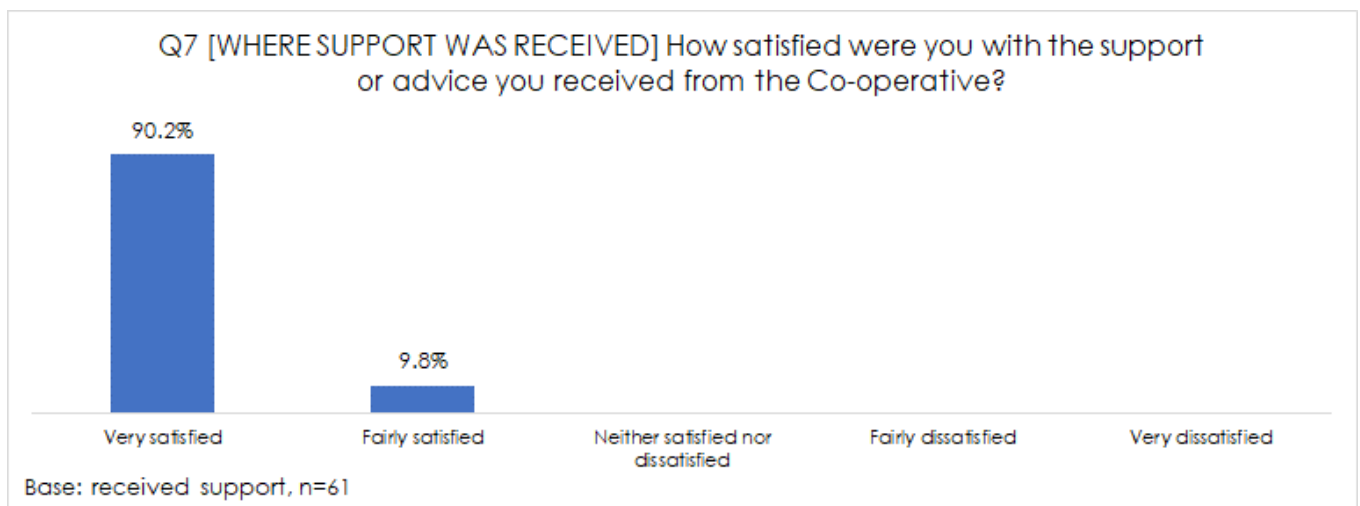 Q7 [WHERE SUPPORT WAS RECEIVED] How satisfied were you with the support
or advice you received from the Co-operative?
90.2%
9.8%
Very satisfied
Fairly satisfied
Neither satisfied nor
dissatisfied
Fairly dissatisfied
Very dissatisfied
Base: received support, n=61